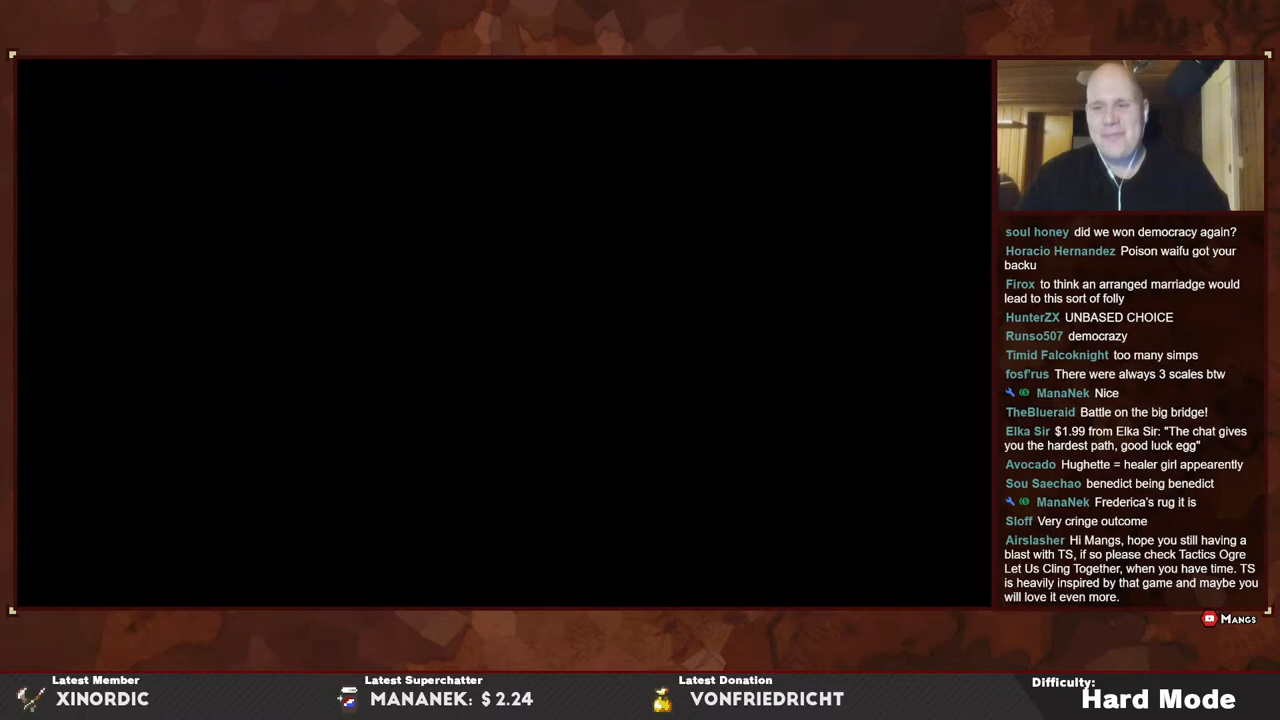 soul honey did we won democracy again?
Horacio Hernandez Poison waifu got your
backu
Firox to think an arranged marriadge would
lead to this sort of folly
HunterZX UNBASED CHOICE
Runso507 democrazy
Timid Falcoknight too many simps
fosf'rus There were always 3 scales btw
ManaNek Nice
TheBlueraid Battle on the big bridge!
Elka Sir $1.99 from Elka Sir: "The chat gives
you the hardest path, good luck egg"
Avocado Hughette = healer girl appearently
Sou Saechao benedict being benedict
ManaNek Frederica's rug it is
Sloff Very cringe outcome
Airslasher Hi Mangs, hope you still having a
blast with TS, if so please check Tactics Ogre
Let Us Cling Together, when you have time. TS
is heavily inspired by that game and maybe you
will love it even more.
Mangs
Latest Member
XINORDIC
Latest Superchatter
MANANEK: $ 2.24
Latest Donation
VONFRIEDRICHT
Difficulty:
Hard Mode